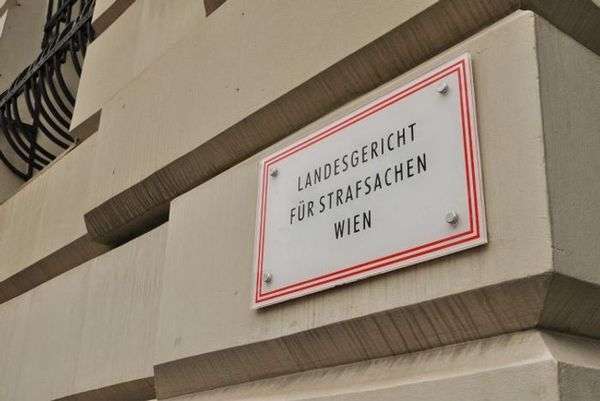 LANDESGERICHT
FÜR STRAFSACHEN
WIEN